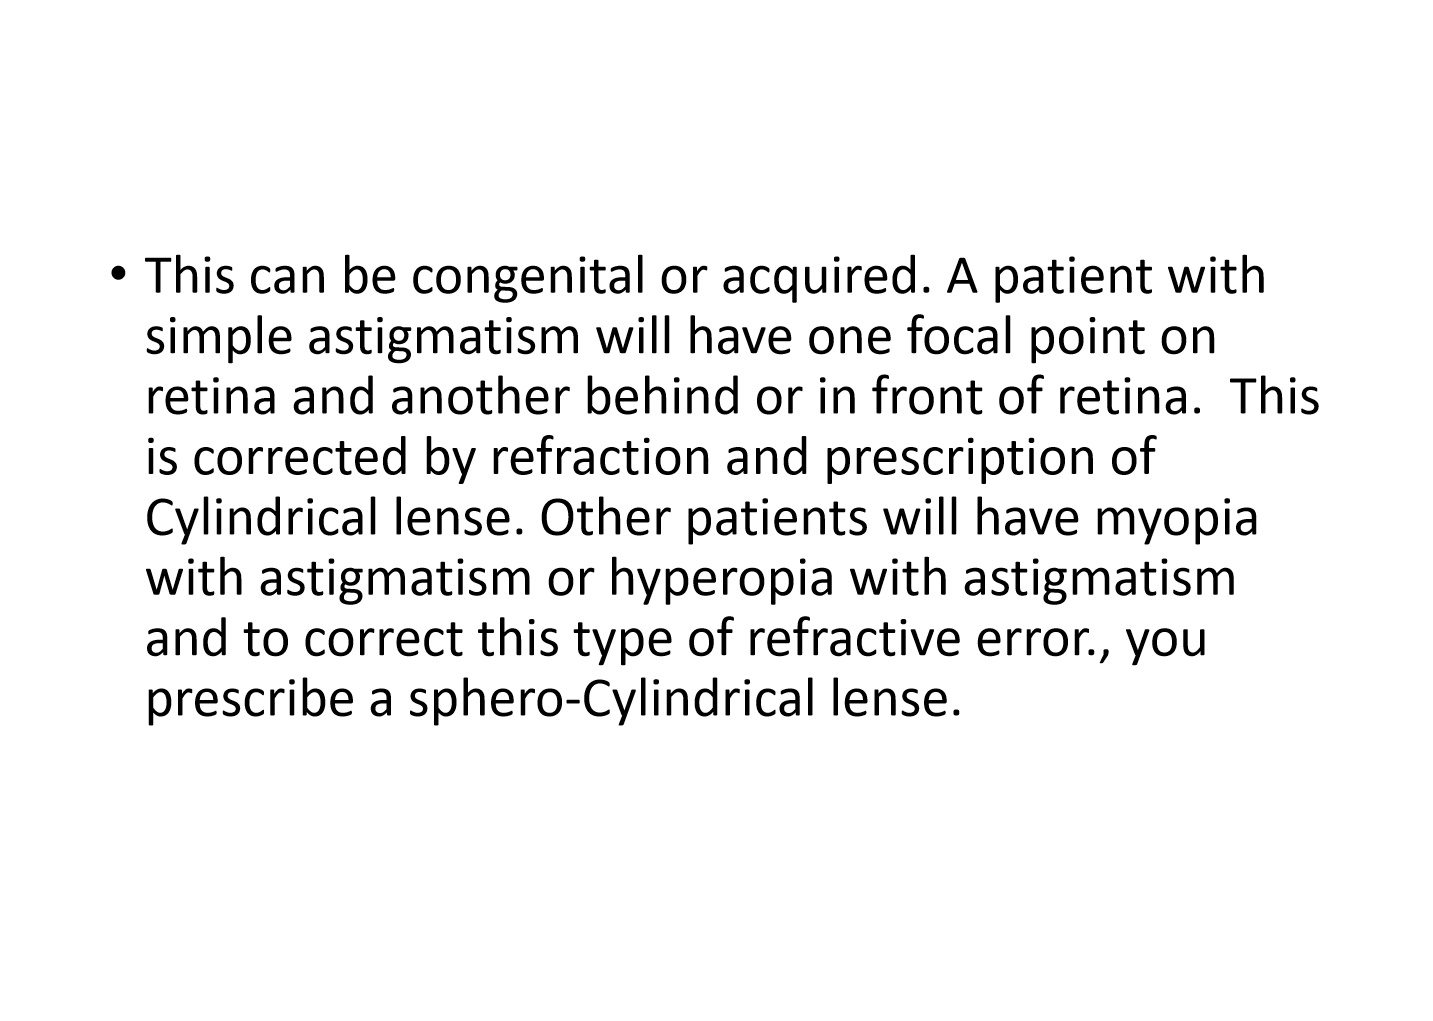 • This can be congenital or acquired. A patient with
simple astigmatism will have one focal point on
retina and another behind or in front of retina.  This
is corrected by refraction and prescription of
Cylindrical lense. Other patients will have myopia
with astigmatism or hyperopia with astigmatism
and to correct this type of refractive error., you
prescribe a sphero-Cylindrical lense.